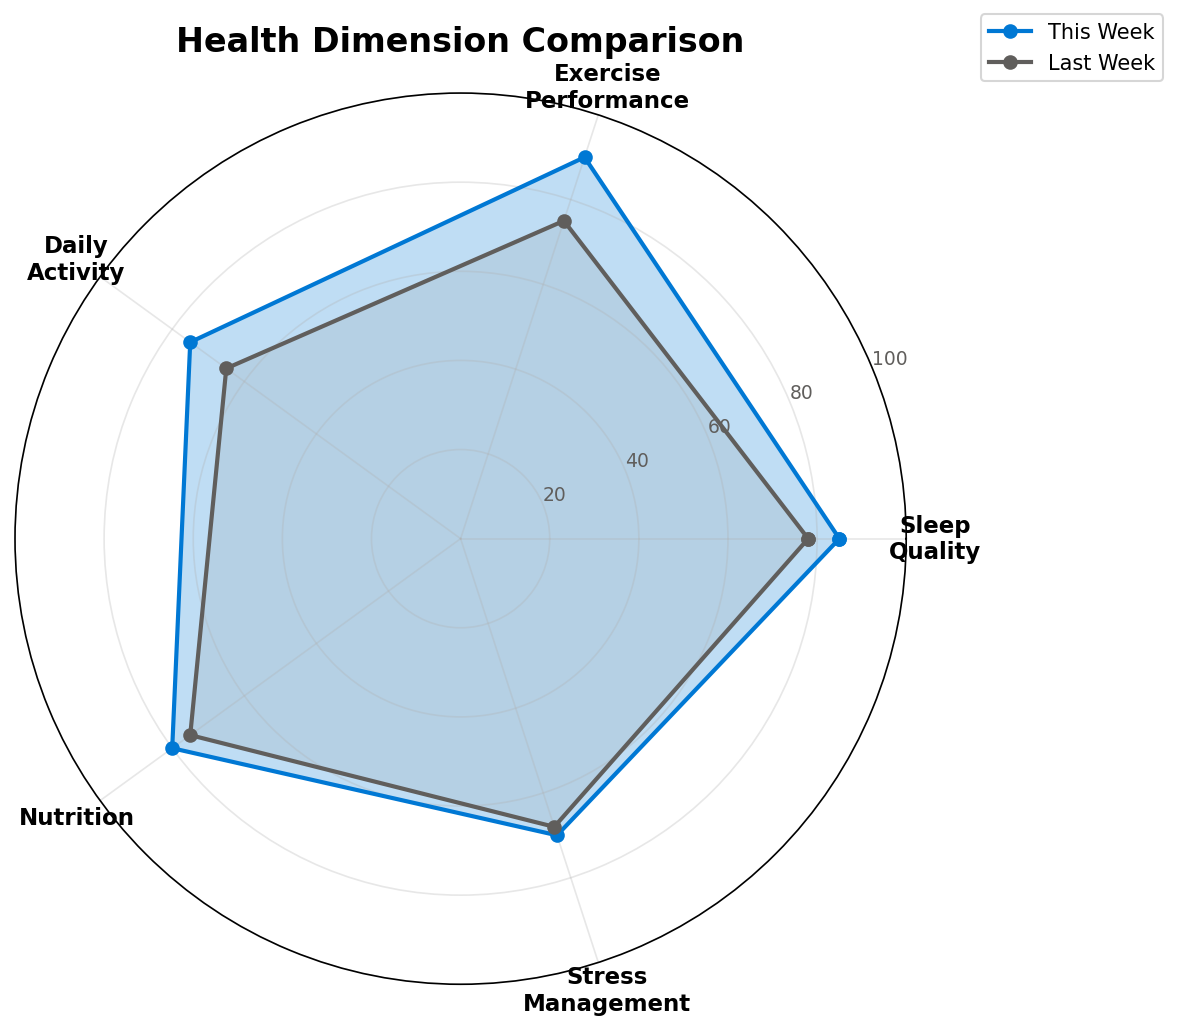 Health Dimension Comparison
This Week
Last Week
Exercise
Performance
Daily
Activity
100
80
60
40
20
Sleep
Quality
Nutrition
Stress
Management